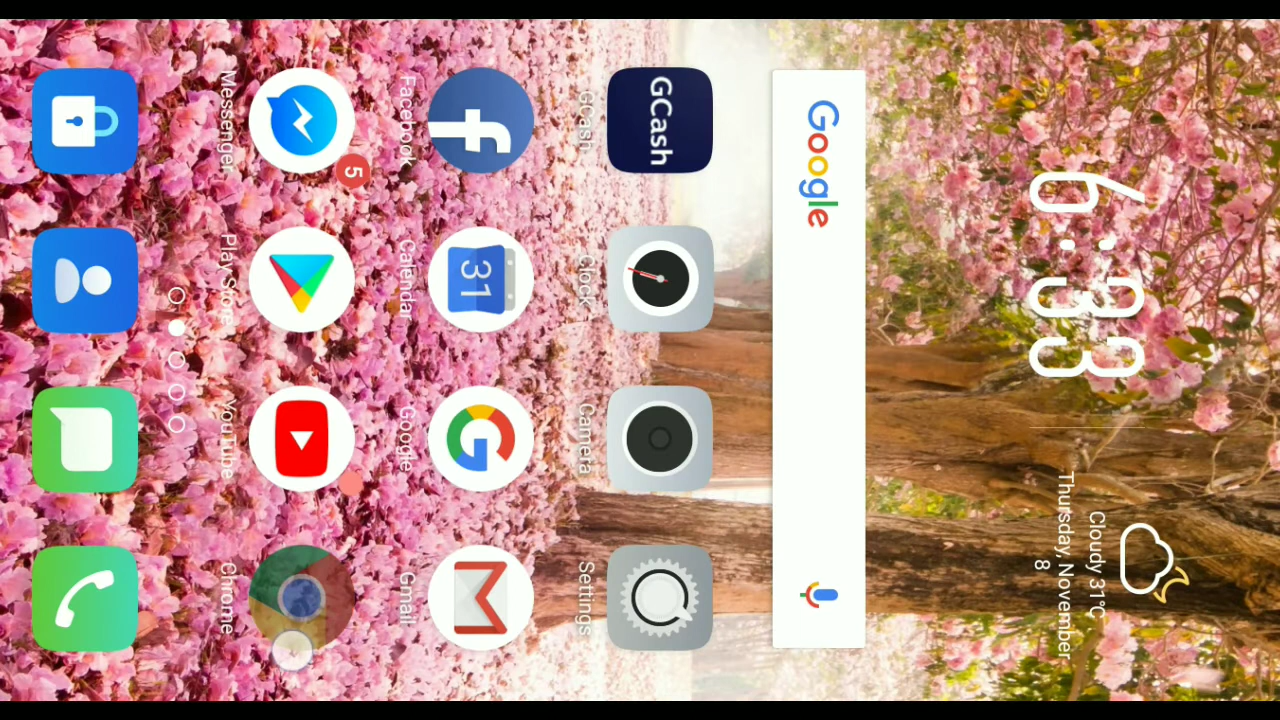 6:33
Cloudy 31°C
Thursday, November
8
Google
GCash
GCash
Clock
Camera
Settings
31
Facebook
Calendar
Google
Gmail
5
Messenger
Play Store
YouTube
Chrome